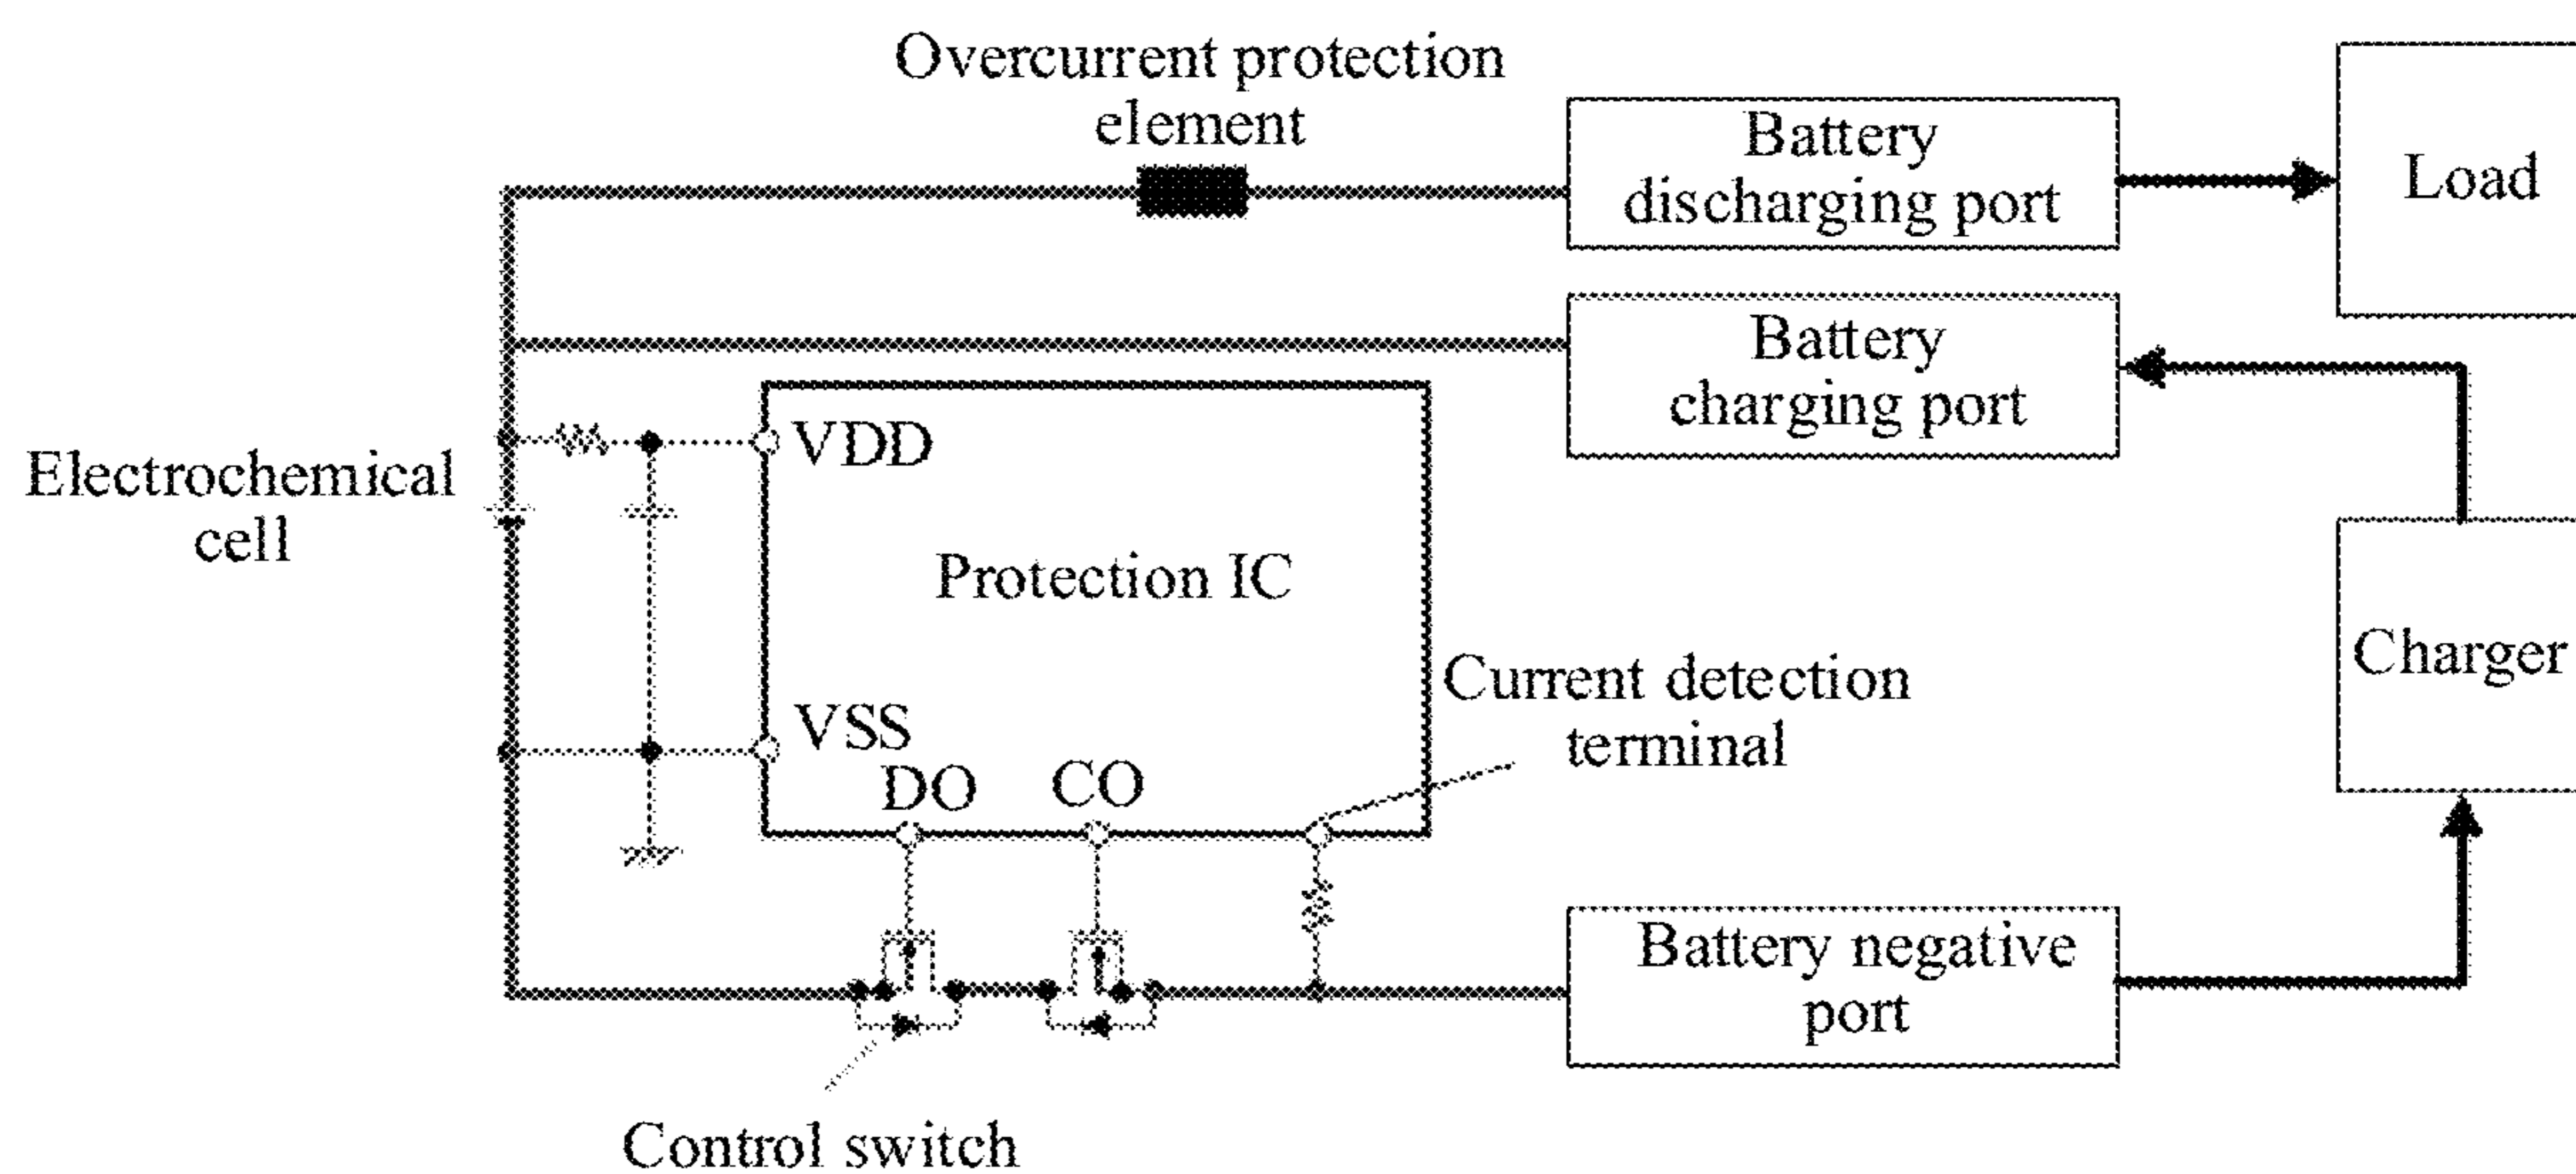 Overcurrent protection
element
Battery
discharging port
Load
Battery
charging port
Electrochemical
cell
VDD
Protection IC
VSS
DO
CO
Current detection
terminal
Charger
Battery negative
port
Control switch